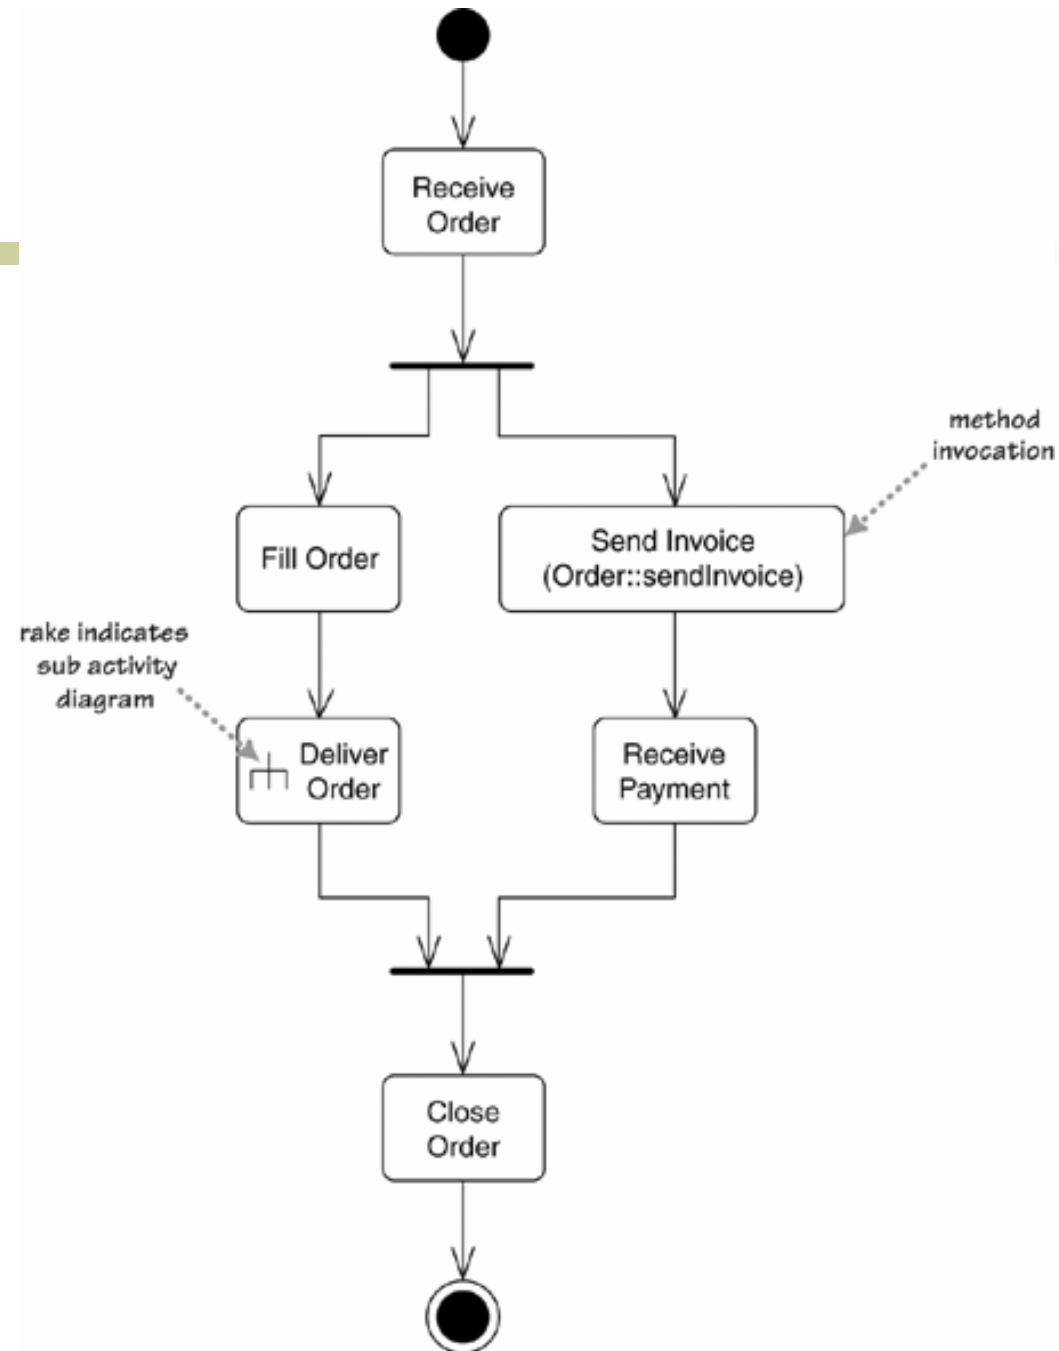 Receive
Order
method
invocation
Fill Order
Send Invoice
(Order::sendInvoice)
rake indicates
sub activity
diagram
Deliver
Order
Receive
Payment
Close
Order